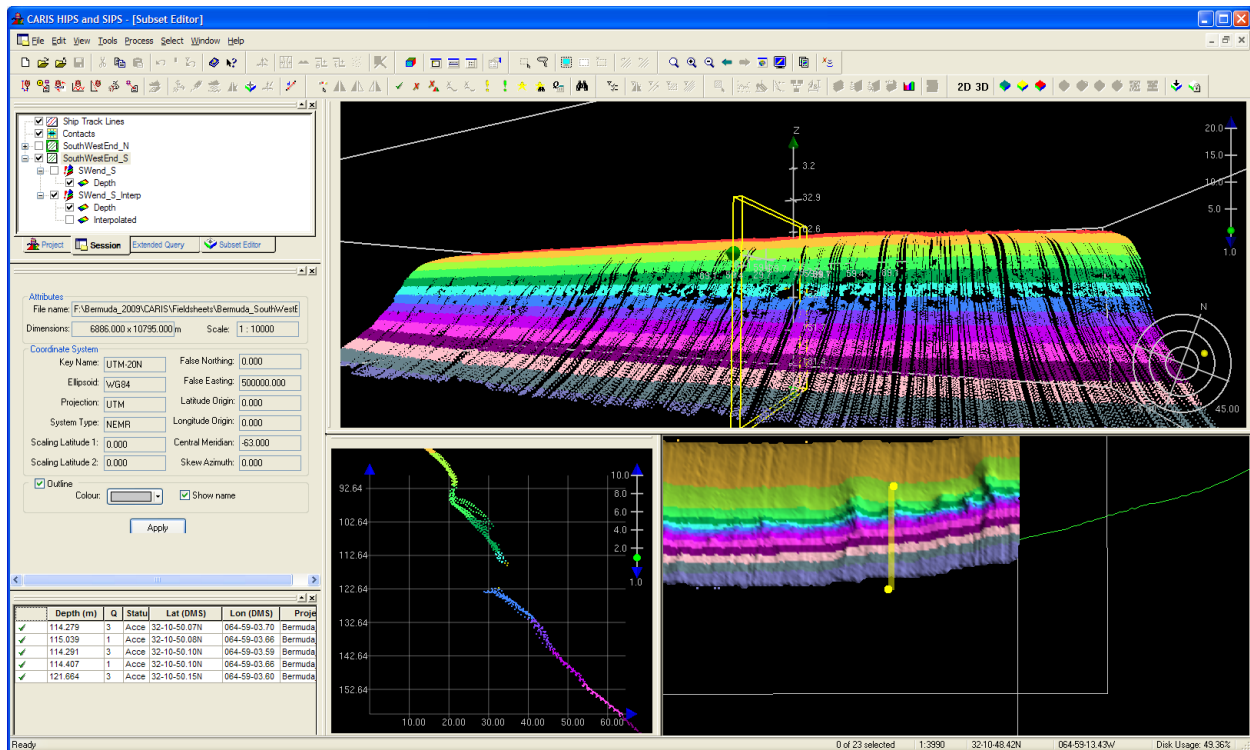 CARIS HIPS and SIPS - [Subset Editor]
File Edit View Tools Process Select Window Help
2D 3D
Ship Track Lines
Contacts
SouthWestEnd_N
SouthWestEnd_S
SWend_S
Depth
SWend_S_Interp
Depth
Interpolated
Project Session Extended Query Subset Editor
Attributes
File name: F:\Bermuda_2009\CARIS\Fieldsheets\Bermuda_SouthWestE
Dimensions: 6886.000 x 10795.000 m Scale: 1 : 10000
Coordinate System
Key Name: UTM-20N False Northing: 0.000
Ellipsoid: WG84 False Easting: 500000.000
Projection: UTM Latitude Origin: 0.000
System Type: NEMR Longitude Origin: 0.000
Scaling Latitude 1: 0.000 Central Meridian: -63.000
Scaling Latitude 2: 0.000 Skew Azimuth: 0.000
Outline
Colour: Show name
Apply
Depth (m) Q Statu Lat (DMS) Lon (DMS) Proje
114.279 3 Acce 32-10-50.07N 064-59-03.70 Bermuda
115.039 1 Acce 32-10-50.08N 064-59-03.66 Bermuda
114.291 3 Acce 32-10-50.10N 064-59-03.59 Bermuda
114.407 1 Acce 32-10-50.10N 064-59-03.66 Bermuda
121.664 3 Acce 32-10-50.15N 064-59-03.60 Bermuda
Z
3.2
32.9
2.6
20.0
15.0
10.0
5.0
1.0
N
45.00
92.64
102.64
112.64
122.64
132.64
142.64
152.64
10.00 20.00 30.00 40.00 50.00 60.00
10.0
8.0
6.0
4.0
2.0
1.0
Ready 0 of 23 selected 1:3990 32-10-48.42N 064-59-13.43W Disk Usage: 49.36%